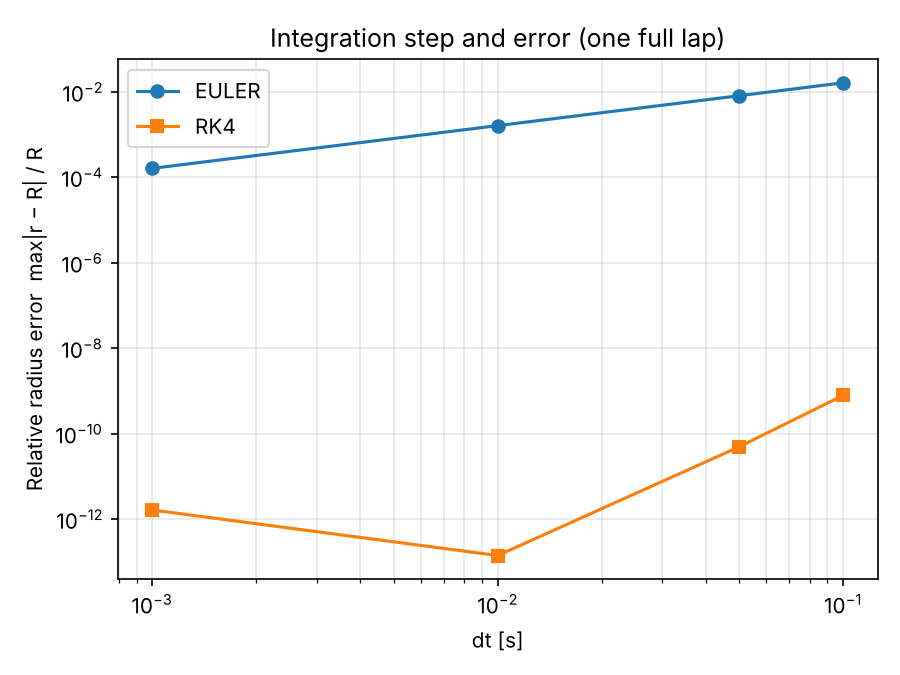 Integration step and error (one full lap)
EULER
RK4
Relative radius error  max|r − R| / R
10⁻²
10⁻⁴
10⁻⁶
10⁻⁸
10⁻¹⁰
10⁻¹²
10⁻³
10⁻²
10⁻¹
dt [s]